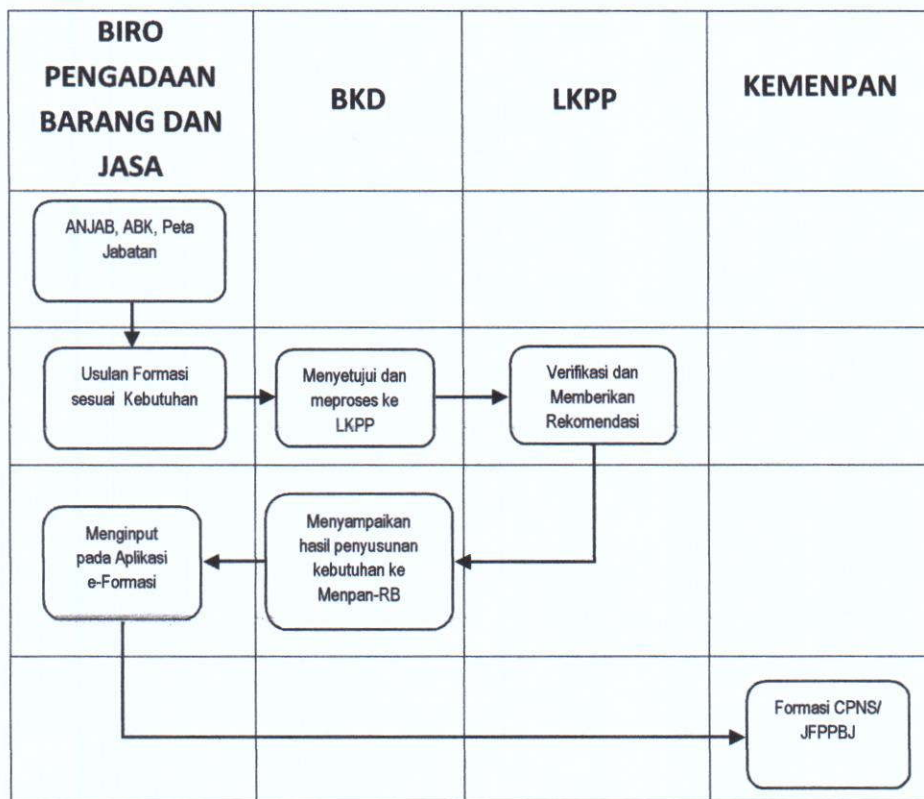 BIRO
PENGADAAN
BARANG DAN
JASA
BKD
LKPP
KEMENPAN
ANJAB, ABK, Peta
Jabatan
Usulan Formasi
sesuai Kebutuhan
Menyetujui dan
meproses ke
LKPP
Verifikasi dan
Memberikan
Rekomendasi
Menginput
pada Aplikasi
e-Formasi
Menyampaikan
hasil penyusunan
kebutuhan ke
Menpan-RB
Formasi CPNS/
JFPPBJ